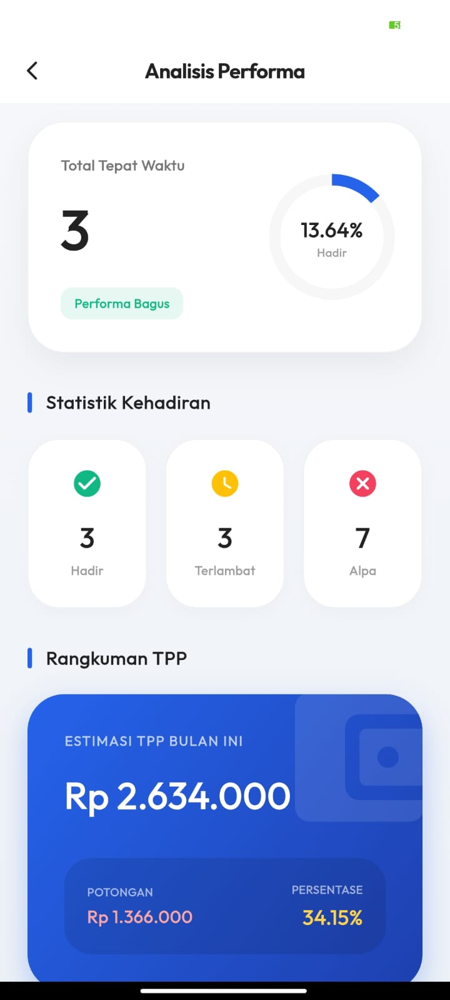 Analisis Performa
Total Tepat Waktu
3
13.64%
Hadir
Performa Bagus
Statistik Kehadiran
3
Hadir
3
Terlambat
7
Alpa
Rangkuman TPP
ESTIMASI TPP BULAN INI
Rp 2.634.000
POTONGAN
Rp 1.366.000
PERSENTASE
34.15%